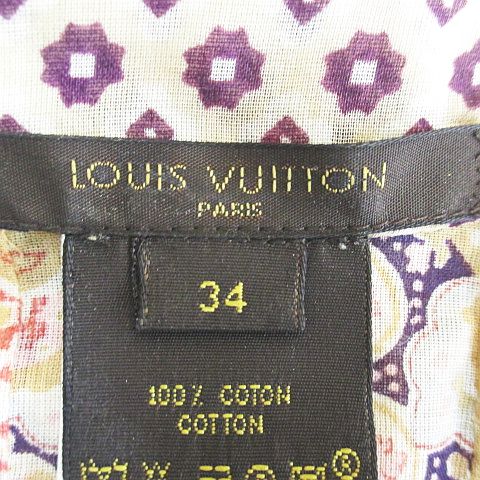 LOUIS VUITTON
PARIS
34
100% COTON
COTTON